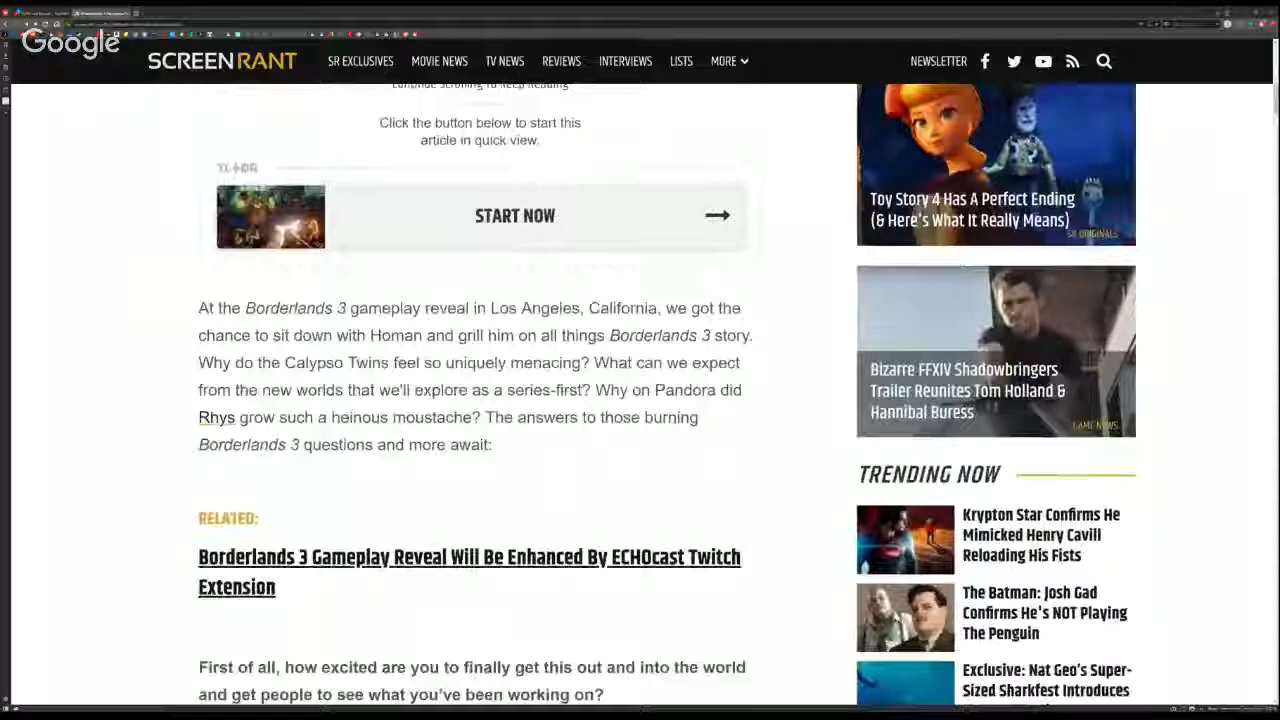 Google
SCREENRANT
SR EXCLUSIVES MOVIE NEWS TV NEWS REVIEWS INTERVIEWS LISTS MORE
NEWSLETTER
Continue Scrolling To Keep Reading
Click the button below to start this
article in quick view.
START NOW
At the Borderlands 3 gameplay reveal in Los Angeles, California, we got the
chance to sit down with Homan and grill him on all things Borderlands 3 story.
Why do the Calypso Twins feel so uniquely menacing? What can we expect
from the new worlds that we'll explore as a series-first? Why on Pandora did
Rhys grow such a heinous moustache? The answers to those burning
Borderlands 3 questions and more await:
RELATED:
Borderlands 3 Gameplay Reveal Will Be Enhanced By ECHOcast Twitch
Extension
First of all, how excited are you to finally get this out and into the world
and get people to see what you've been working on?
Toy Story 4 Has A Perfect Ending
(& Here's What It Really Means)
SR ORIGINALS
Bizarre FFXIV Shadowbringers
Trailer Reunites Tom Holland &
Hannibal Buress
GAME NEWS
TRENDING NOW
Krypton Star Confirms He
Mimicked Henry Cavill
Reloading His Fists
The Batman: Josh Gad
Confirms He's NOT Playing
The Penguin
Exclusive: Nat Geo's Super-
Sized Sharkfest Introduces